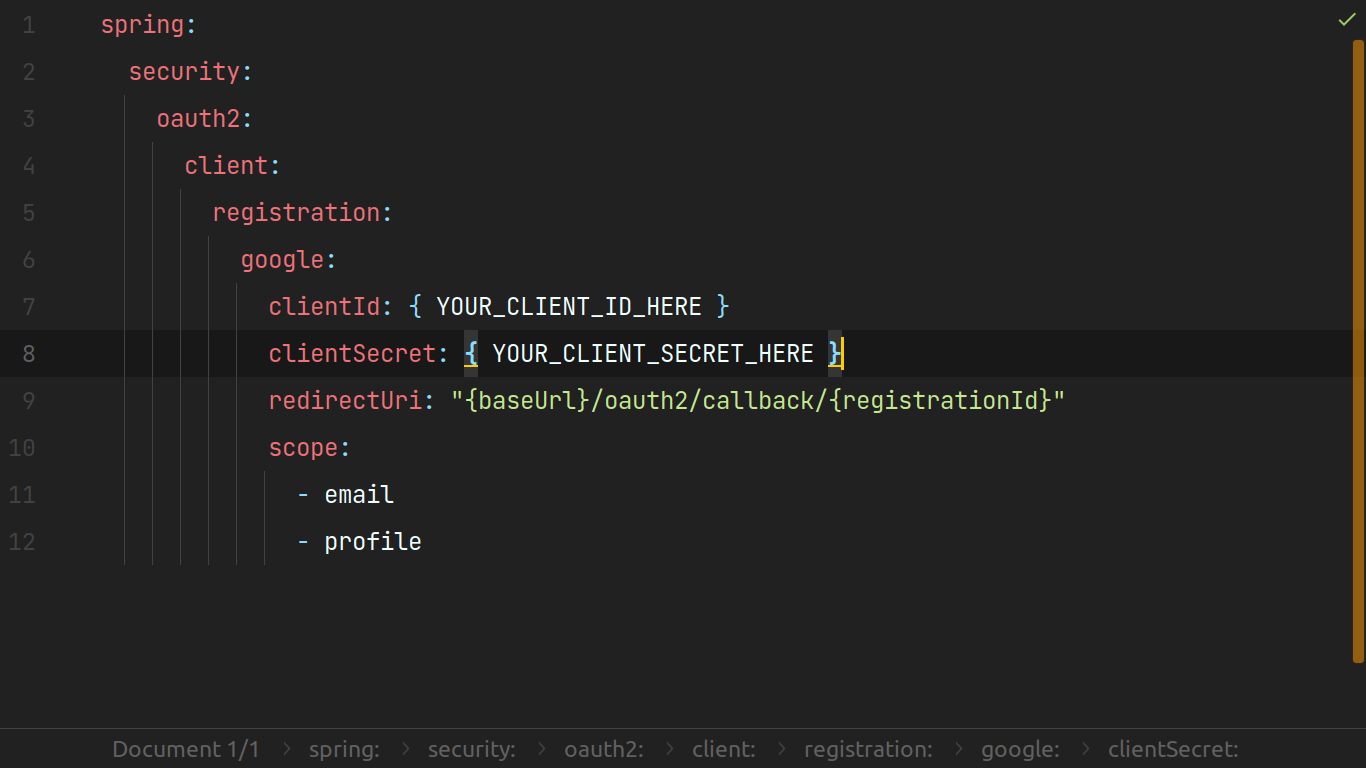 1 spring:
2 security:
3 oauth2:
4 client:
5 registration:
6 google:
7 clientId: { YOUR_CLIENT_ID_HERE }
8 clientSecret: { YOUR_CLIENT_SECRET_HERE }
9 redirectUri: "{baseUrl}/oauth2/callback/{registrationId}"
10 scope:
11 - email
12 - profile
Document 1/1 > spring: > security: > oauth2: > client: > registration: > google: > clientSecret: